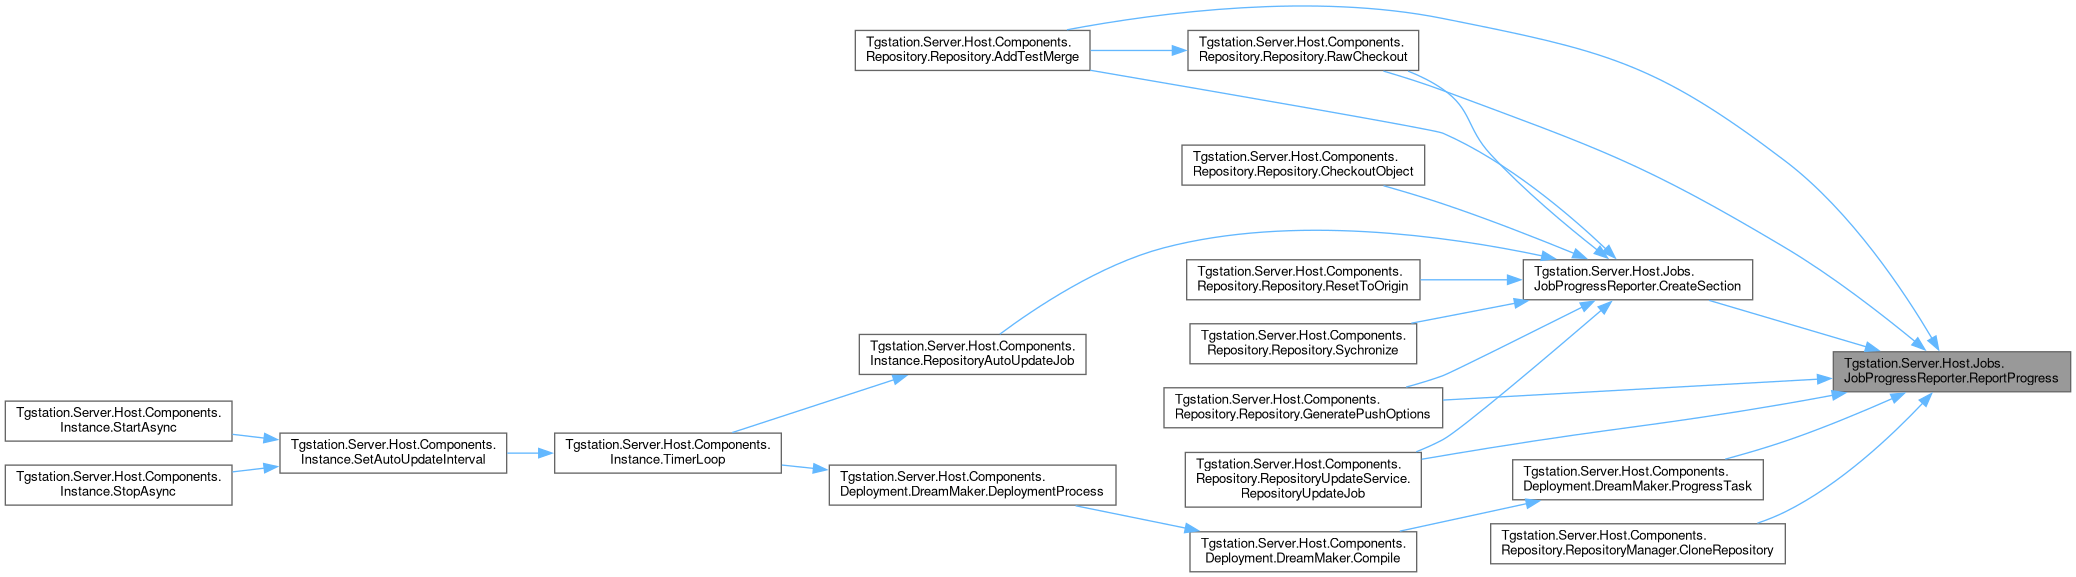 Tgstation.Server.Host.Components.
Repository.Repository.AddTestMerge
Tgstation.Server.Host.Components.
Repository.Repository.RawCheckout
Tgstation.Server.Host.Components.
Repository.Repository.CheckoutObject
Tgstation.Server.Host.Components.
Repository.Repository.ResetToOrigin
Tgstation.Server.Host.Jobs.
JobProgressReporter.CreateSection
Tgstation.Server.Host.Components.
Repository.Repository.Sychronize
Tgstation.Server.Host.Components.
Instance.RepositoryAutoUpdateJob
Tgstation.Server.Host.Jobs.
JobProgressReporter.ReportProgress
Tgstation.Server.Host.Components.
Repository.Repository.GeneratePushOptions
Tgstation.Server.Host.Components.
Instance.StartAsync
Tgstation.Server.Host.Components.
Instance.SetAutoUpdateInterval
Tgstation.Server.Host.Components.
Instance.TimerLoop
Tgstation.Server.Host.Components.
Instance.StopAsync
Tgstation.Server.Host.Components.
Deployment.DreamMaker.DeploymentProcess
Tgstation.Server.Host.Components.
Repository.RepositoryUpdateService.
RepositoryUpdateJob
Tgstation.Server.Host.Components.
Deployment.DreamMaker.ProgressTask
Tgstation.Server.Host.Components.
Deployment.DreamMaker.Compile
Tgstation.Server.Host.Components.
Repository.RepositoryManager.CloneRepository